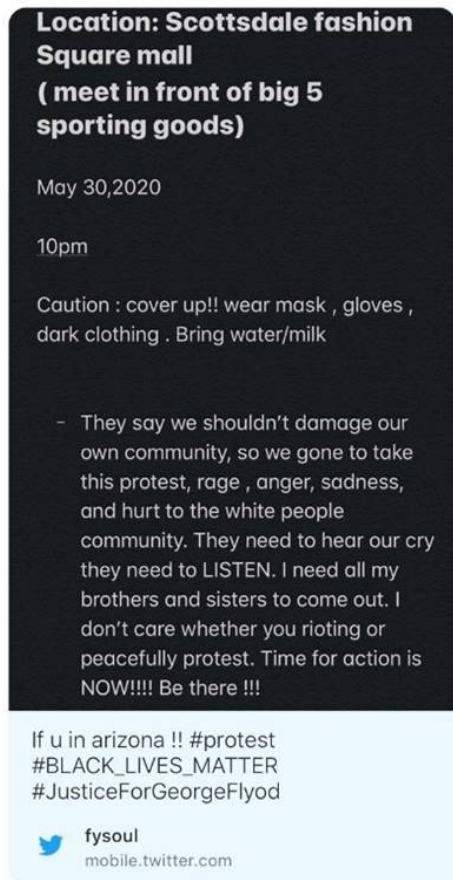 Location: Scottsdale fashion
Square mall
( meet in front of big 5
sporting goods)
May 30,2020
10pm
Caution : cover up!! wear mask , gloves ,
dark clothing . Bring water/milk
- They say we shouldn't damage our
own community, so we gone to take
this protest, rage , anger, sadness,
and hurt to the white people
community. They need to hear our cry
they need to LISTEN. I need all my
brothers and sisters to come out. I
don't care whether you rioting or
peacefully protest. Time for action is
NOW!!!! Be there !!!
If u in arizona !! #protest
#BLACK_LIVES_MATTER
#JusticeForGeorgeFlyod
fysoul
mobile.twitter.com